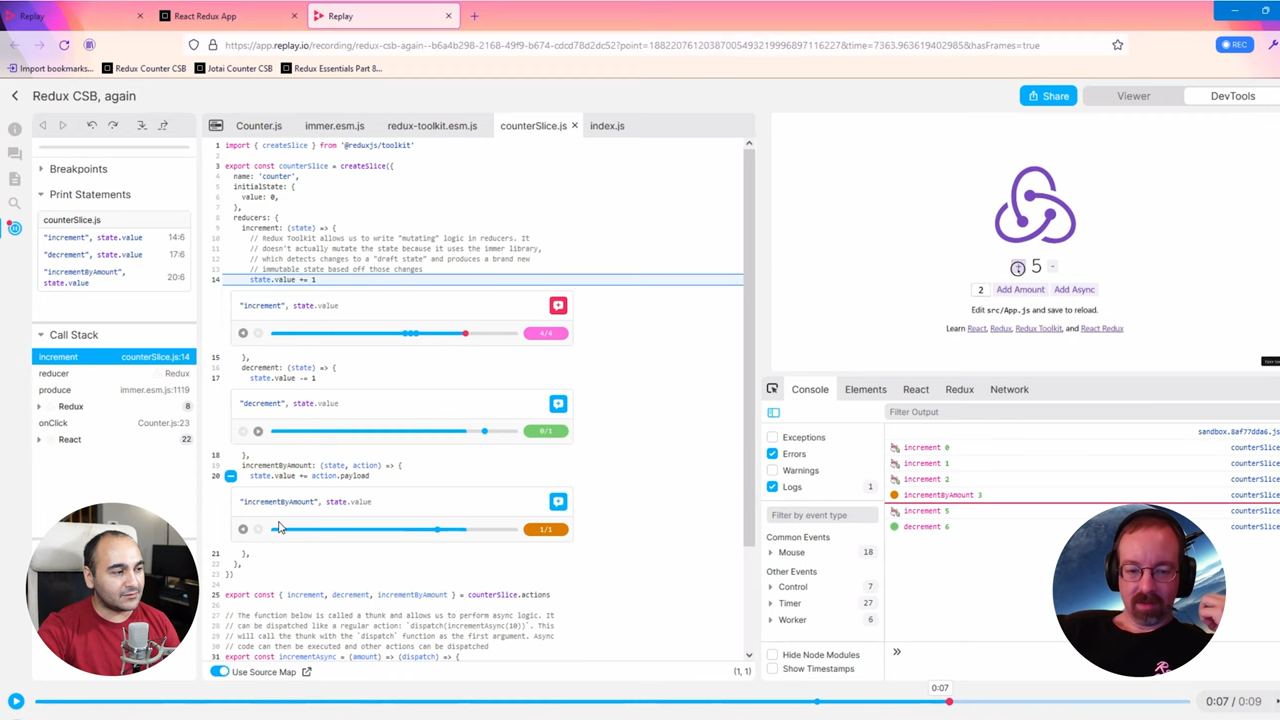 Replay
React Redux App
Replay
https://app.replay.io/recording/redux-csb-again--b6a4b298-2168-49f9-b674-cdcd78d2dc52?point=18822076120387005493219996897116227&time=7363.963619402985&hasFrames=true
REC
Import bookmarks...
Redux Counter CSB
Jotai Counter CSB
Redux Essentials Part 8...
Redux CSB, again
Share
Viewer
DevTools
Breakpoints
Print Statements
counterSlice.js
"increment", state.value 14:6
"decrement", state.value 17:6
"incrementByAmount", 20:6
state.value
Call Stack
increment counterSlice.js:14
reducer Redux
produce immer.esm.js:1119
Redux 8
onClick Counter.js:23
React 22
Counter.js immer.esm.js redux-toolkit.esm.js counterSlice.js index.js
1 import { createSlice } from '@reduxjs/toolkit'
2
3 export const counterSlice = createSlice({
4 name: 'counter',
5 initialState: {
6 value: 0,
7 },
8 reducers: {
9 increment: (state) => {
10 // Redux Toolkit allows us to write "mutating" logic in reducers. It
11 // doesn't actually mutate the state because it uses the immer library,
12 // which detects changes to a "draft state" and produces a brand new
13 // immutable state based off those changes
14 state.value += 1
"increment", state.value
4/4
15 },
16 decrement: (state) => {
17 state.value -= 1
"decrement", state.value
0/1
18 },
19 incrementByAmount: (state, action) => {
20 state.value += action.payload
"incrementByAmount", state.value
1/1
21 },
22 },
23 })
24
25 export const { increment, decrement, incrementByAmount } = counterSlice.actions
26
27 // The function below is called a thunk and allows us to perform async logic. It
28 // can be dispatched like a regular action: `dispatch(incrementAsync(10))`. This
29 // will call the thunk with the `dispatch` function as the first argument. Async
30 // code can then be executed and other actions can be dispatched
31 export const incrementAsync = (amount) => (dispatch) => {
Use Source Map
(1, 1)
5 -
2 Add Amount Add Async
Edit src/App.js and save to reload.
Learn React, Redux, Redux Toolkit, and React Redux
Console Elements React Redux Network
Filter Output
Exceptions
Errors
Warnings
Logs 1
Filter by event type
Common Events
Mouse 18
Other Events
Control 7
Timer 27
Worker 6
Hide Node Modules
Show Timestamps
sandbox.8af77dda6.js
increment 0 counterSlice
increment 1 counterSlice
increment 2 counterSlice
incrementByAmount 3 counterSlice
increment 5 counterSlice
decrement 6 counterSlice
0:07
0:07 / 0:09